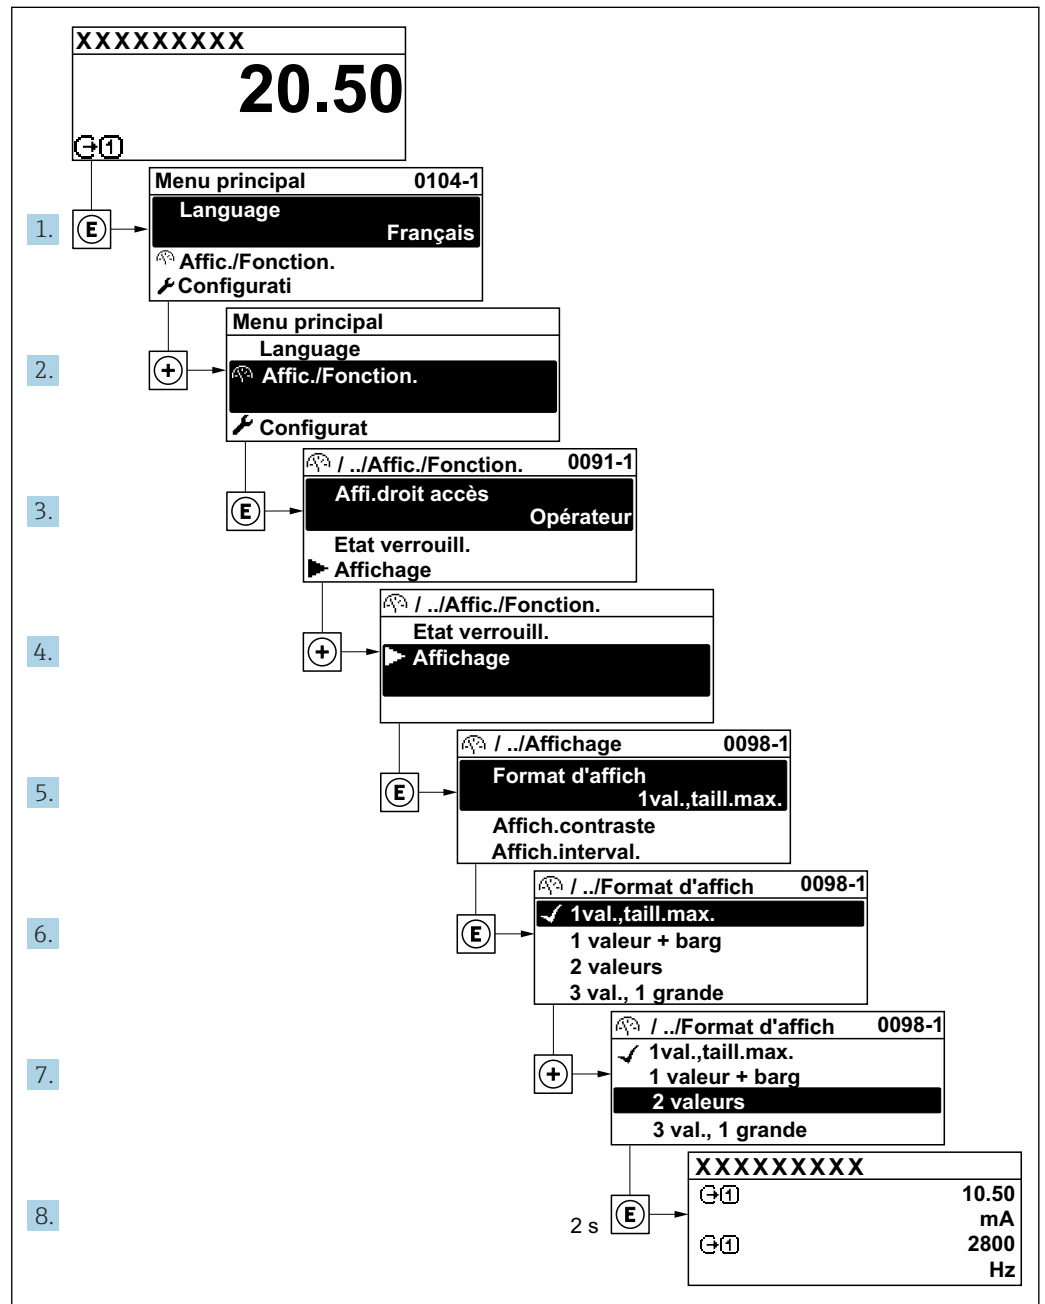 XXXXXXXXX
20.50
1
Menu principal 0104-1
Language
Français
1. E
Affic./Fonction.
Configurati
Menu principal
Language
2. +
Affic./Fonction.
Configurat
/ ../Affic./Fonction. 0091-1
Affi.droit accès
3. E
Opérateur
Etat verrouill.
Affichage
/ ../Affic./Fonction.
Etat verrouill.
4. +
Affichage
/ ../Affichage 0098-1
Format d'affich
5. E
1val.,taill.max.
Affich.contraste
Affich.interval.
/ ../Format d'affich 0098-1
1val.,taill.max.
6. E
1 valeur + barg
2 valeurs
3 val., 1 grande
/ ../Format d'affich 0098-1
1val.,taill.max.
7. +
1 valeur + barg
2 valeurs
3 val., 1 grande
XXXXXXXXX
1 10.50
8. 2 s E
mA
1 2800
Hz